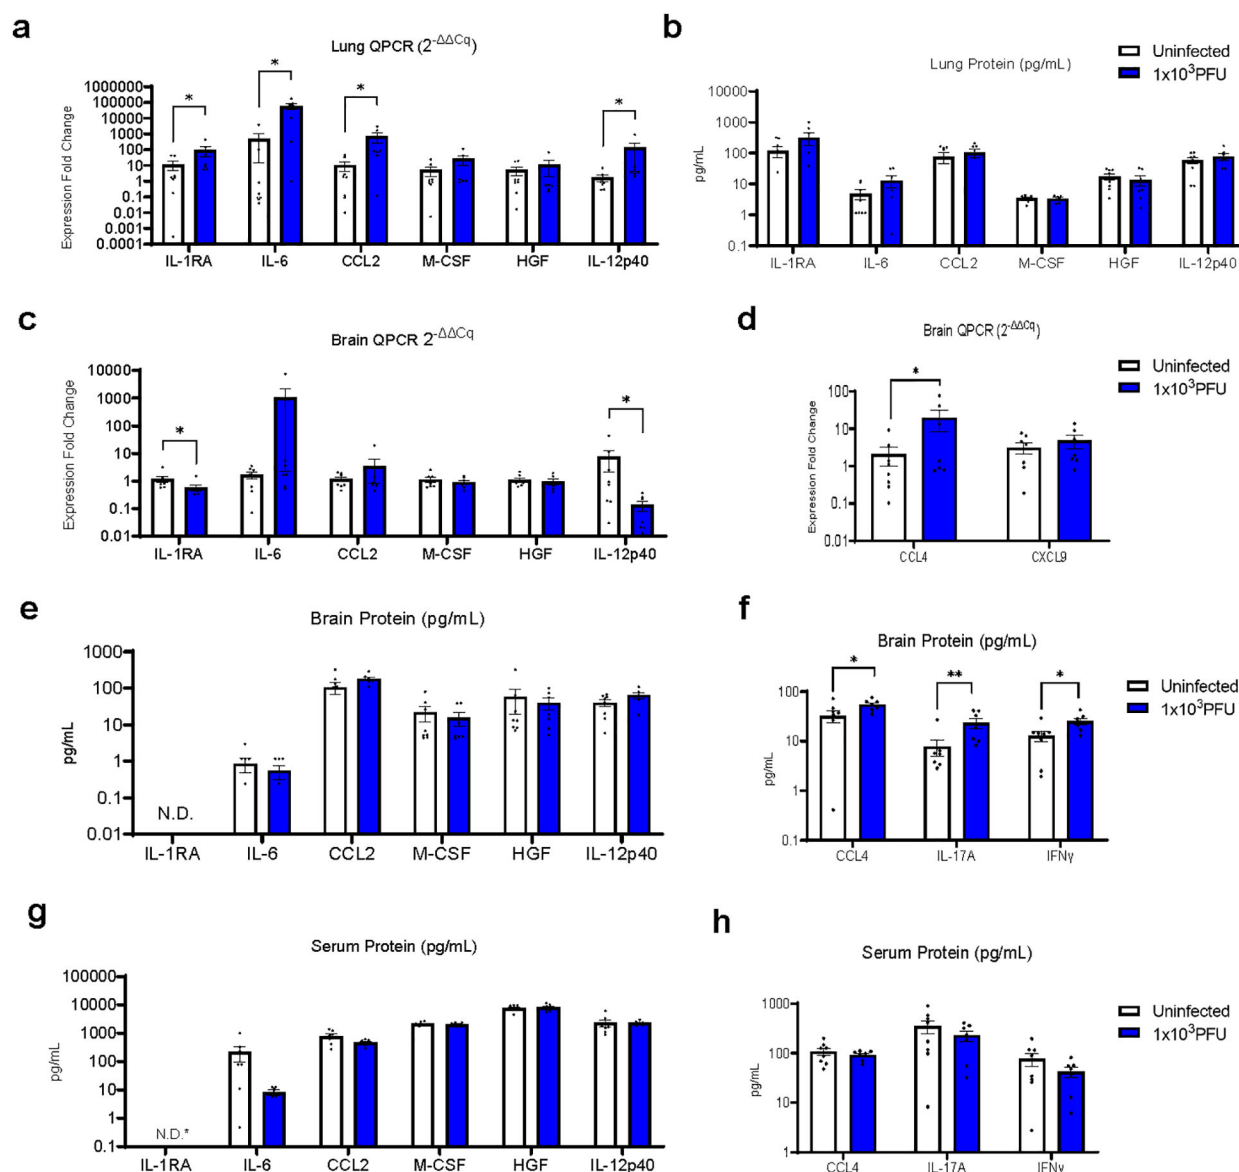 a
Lung QPCR (2-ΔΔCq)
Expression Fold Change
1000000
100000
10000
1000
100
10
1
0.1
0.01
0.001
0.0001
*
*
*
*
IL-1RA IL-6 CCL2 M-CSF HGF IL-12p40
b
Lung Protein (pg/mL)
Uninfected
1x10³PFU
pg/mL
10000
1000
100
10
1
0.1
IL-1RA IL-6 CCL2 M-CSF HGF IL-12p40
c
Brain QPCR 2-ΔΔCq
Expression Fold Change
10000
1000
100
10
1
0.1
0.01
*
*
IL-1RA IL-6 CCL2 M-CSF HGF IL-12p40
d
Brain QPCR (2-ΔΔCq)
Uninfected
1x10³PFU
Expression Fold Change
100
10
1
0.1
0.01
*
CCL4 CXCL9
e
Brain Protein (pg/mL)
pg/mL
1000
100
10
1
0.1
0.01
N.D.
IL-1RA IL-6 CCL2 M-CSF HGF IL-12p40
f
Brain Protein (pg/mL)
Uninfected
1x10³PFU
pg/mL
100
10
1
0.1
*
**
*
CCL4 IL-17A IFNγ
g
Serum Protein (pg/mL)
pg/mL
100000
10000
1000
100
10
1
0.1
N.D.*
IL-1RA IL-6 CCL2 M-CSF HGF IL-12p40
h
Serum Protein (pg/mL)
Uninfected
1x10³PFU
pg/mL
1000
100
10
1
CCL4 IL-17A IFNγ